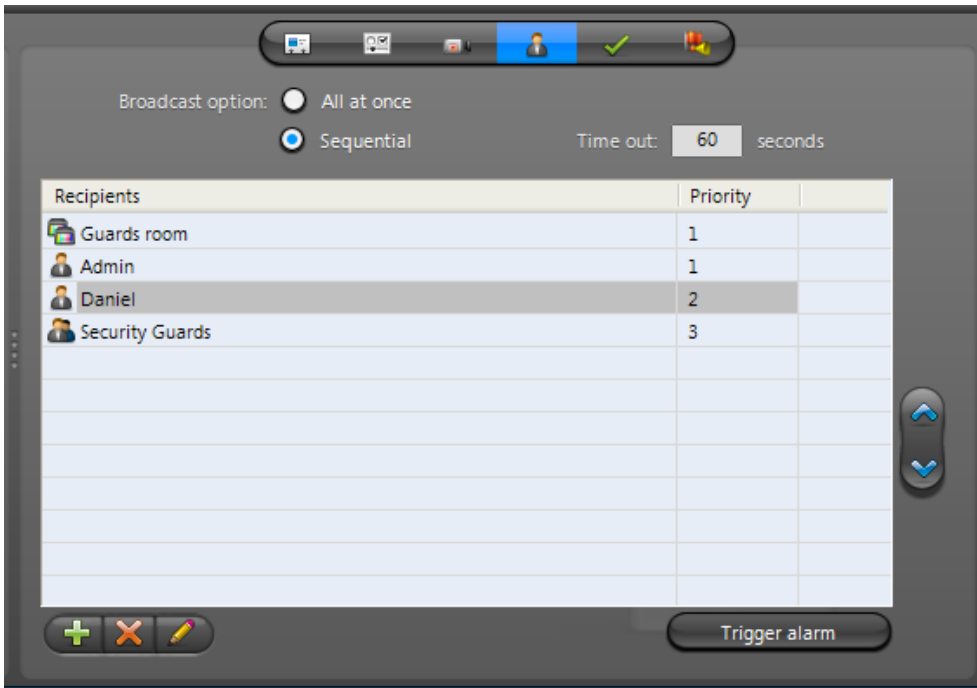 Broadcast option: All at once
Sequential Time out: 60 seconds
Recipients Priority
Guards room 1
Admin 1
Daniel 2
Security Guards 3
Trigger alarm